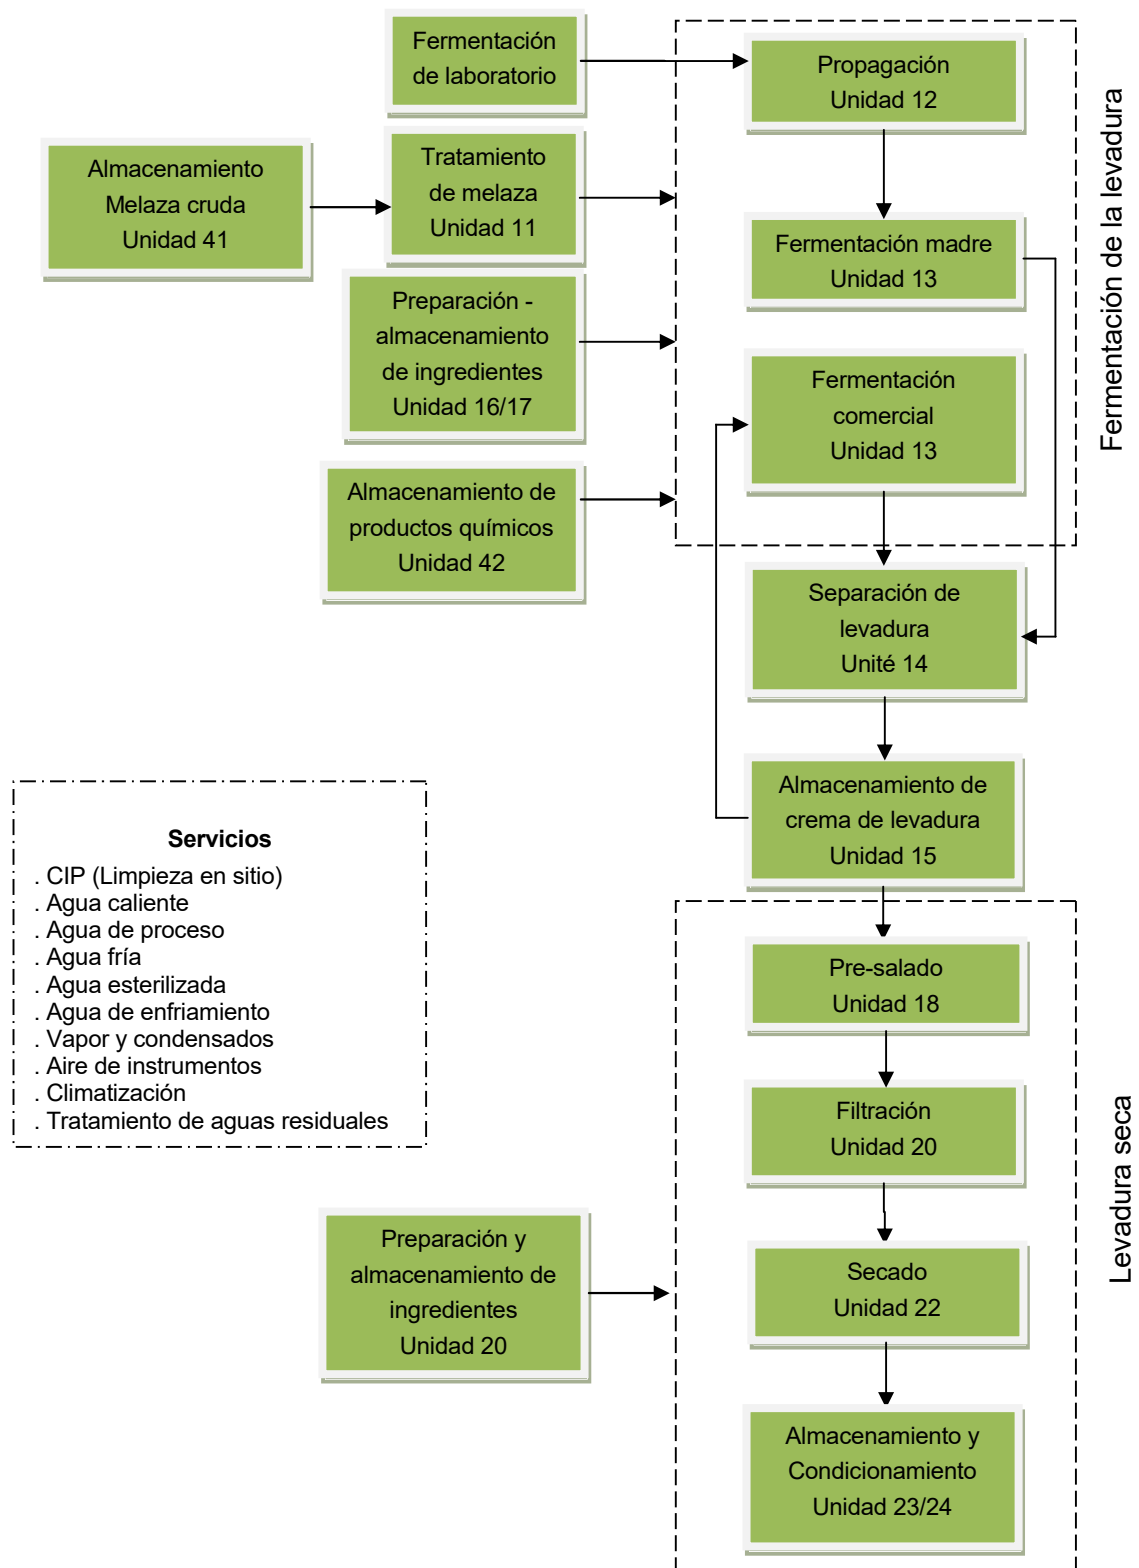 Fermentación
de laboratorio
Propagación
Unidad 12
Almacenamiento
Melaza cruda
Unidad 41
Tratamiento
de melaza
Unidad 11
Fermentación madre
Unidad 13
Preparación -
almacenamiento
de ingredientes
Unidad 16/17
Fermentación
comercial
Unidad 13
Fermentación de la levadura
Almacenamiento de
productos químicos
Unidad 42
Separación de
levadura
Unité 14
Almacenamiento de
crema de levadura
Unidad 15
Servicios
. CIP (Limpieza en sitio)
. Agua caliente
. Agua de proceso
. Agua fría
. Agua esterilizada
. Agua de enfriamiento
. Vapor y condensados
. Aire de instrumentos
. Climatización
. Tratamiento de aguas residuales
Pre-salado
Unidad 18
Filtración
Unidad 20
Preparación y
almacenamiento de
ingredientes
Unidad 20
Secado
Unidad 22
Almacenamiento y
Condicionamiento
Unidad 23/24
Levadura seca